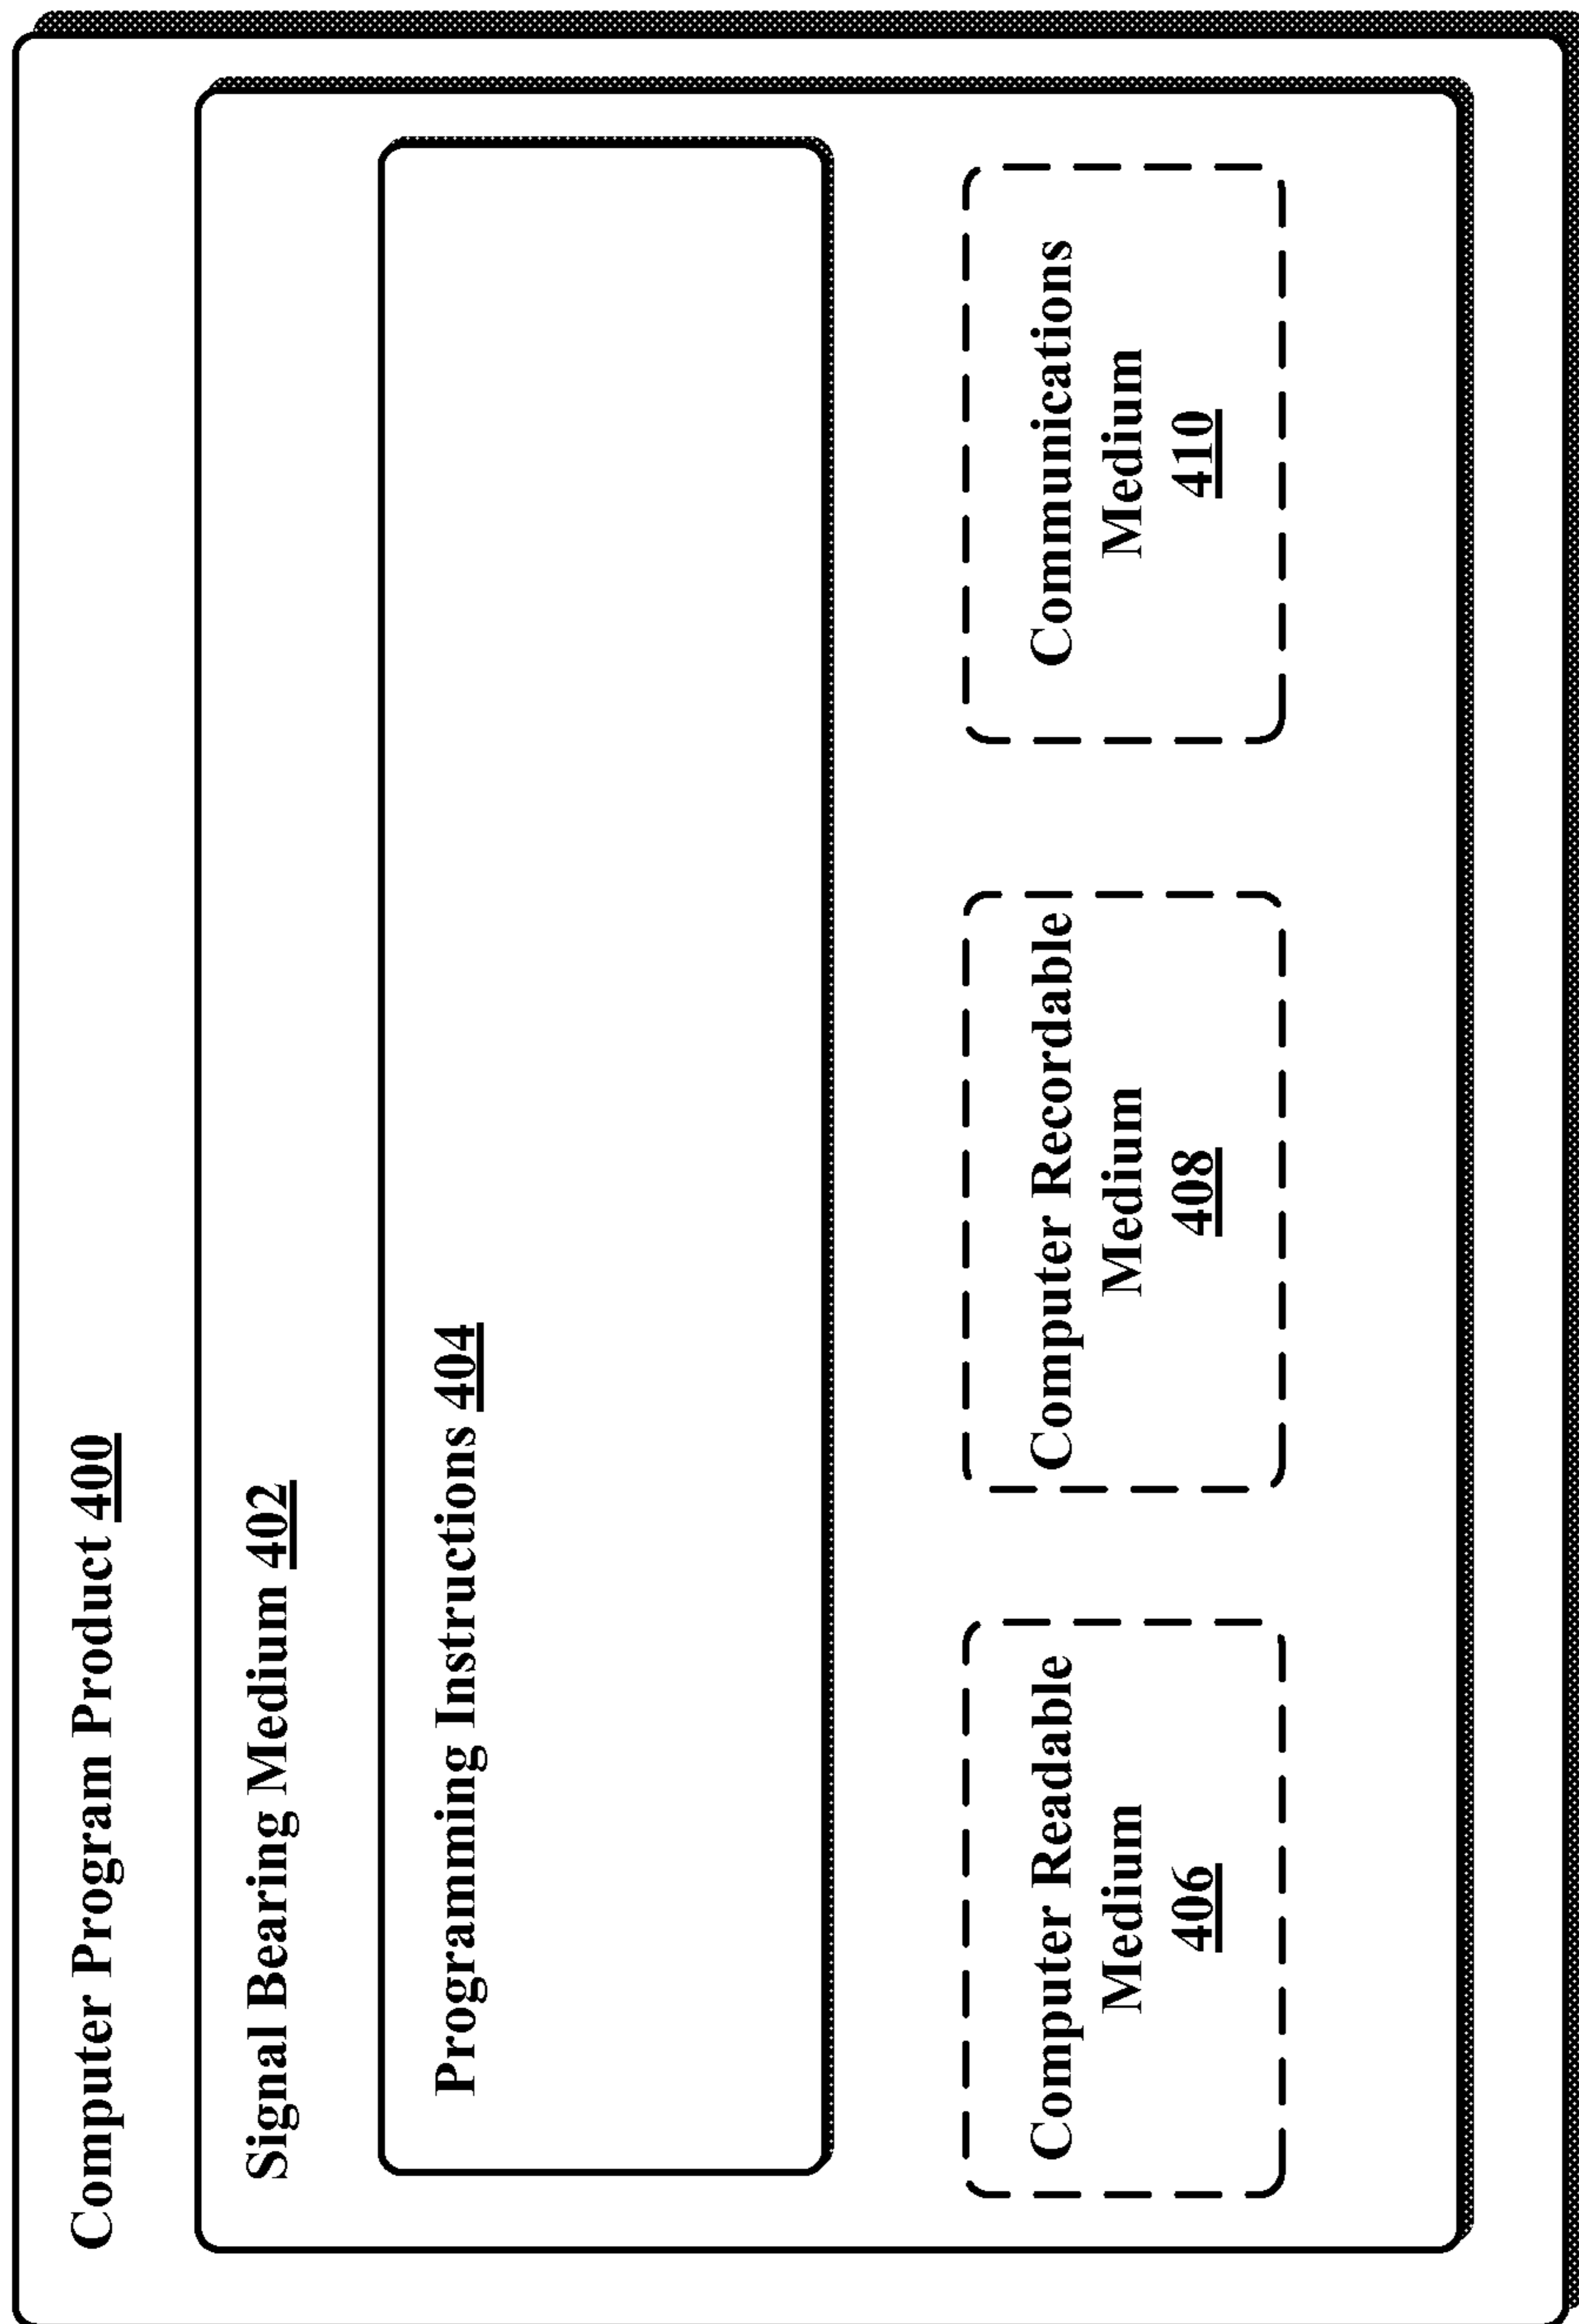 Computer Program Product 400
Signal Bearing Medium 402
Programming Instructions 404
Computer Readable
Medium
406
Computer Recordable
Medium
408
Communications
Medium
410